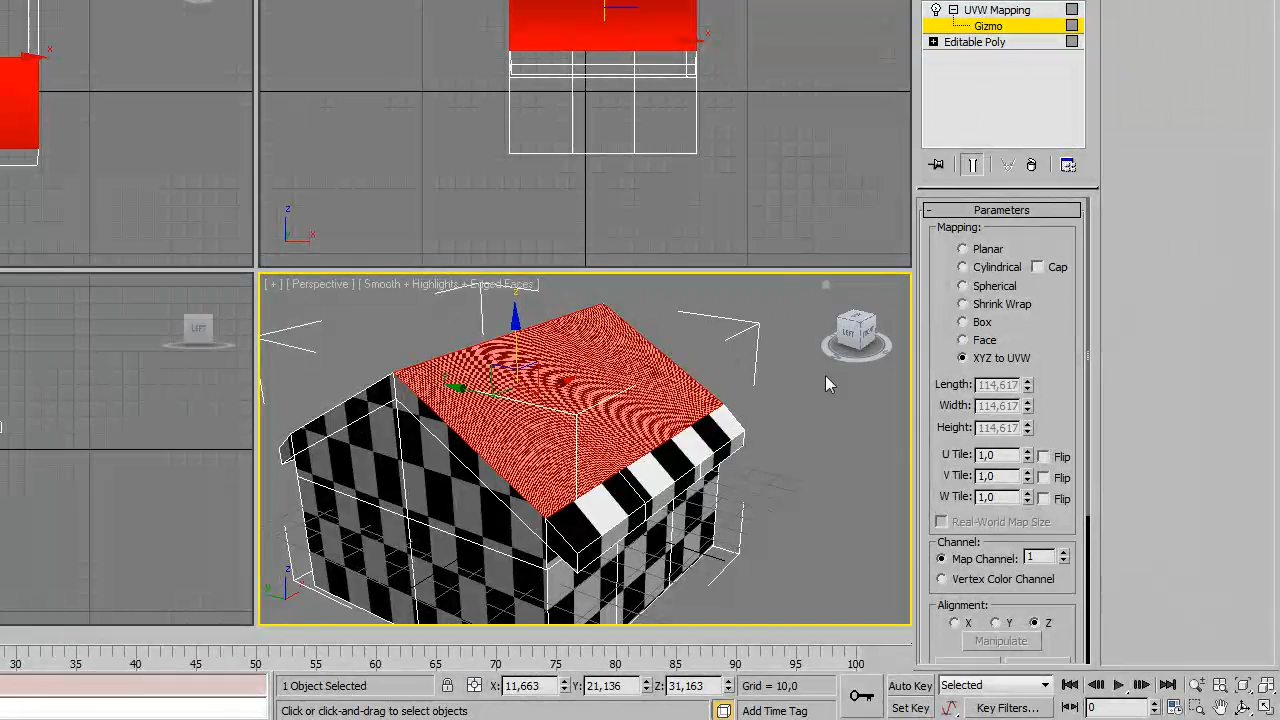 UVW Mapping
Gizmo
Editable Poly
x
x
z
x
Parameters
Mapping:
Planar
Cylindrical Cap
Spherical
Shrink Wrap
Box
Face
XYZ to UVW
Length: 114,617
Width: 114,617
Height: 114,617
U Tile: 1,0 Flip
V Tile: 1,0 Flip
W Tile: 1,0 Flip
Real-World Map Size
Channel:
Map Channel: 1
Vertex Color Channel
Alignment:
X Y Z
Manipulate
[ + ] [ Perspective ] [ Smooth + Highlights + Edged Faces ]
LEFT
LEFT
z
z
30 35 40 45 50 55 60 65 70 75 80 85 90 95 100
1 Object Selected X: 11,663 Y: 21,136 Z: 31,163 Grid = 10,0 Auto Key Selected
Click or click-and-drag to select objects Add Time Tag Set Key Key Filters... 0